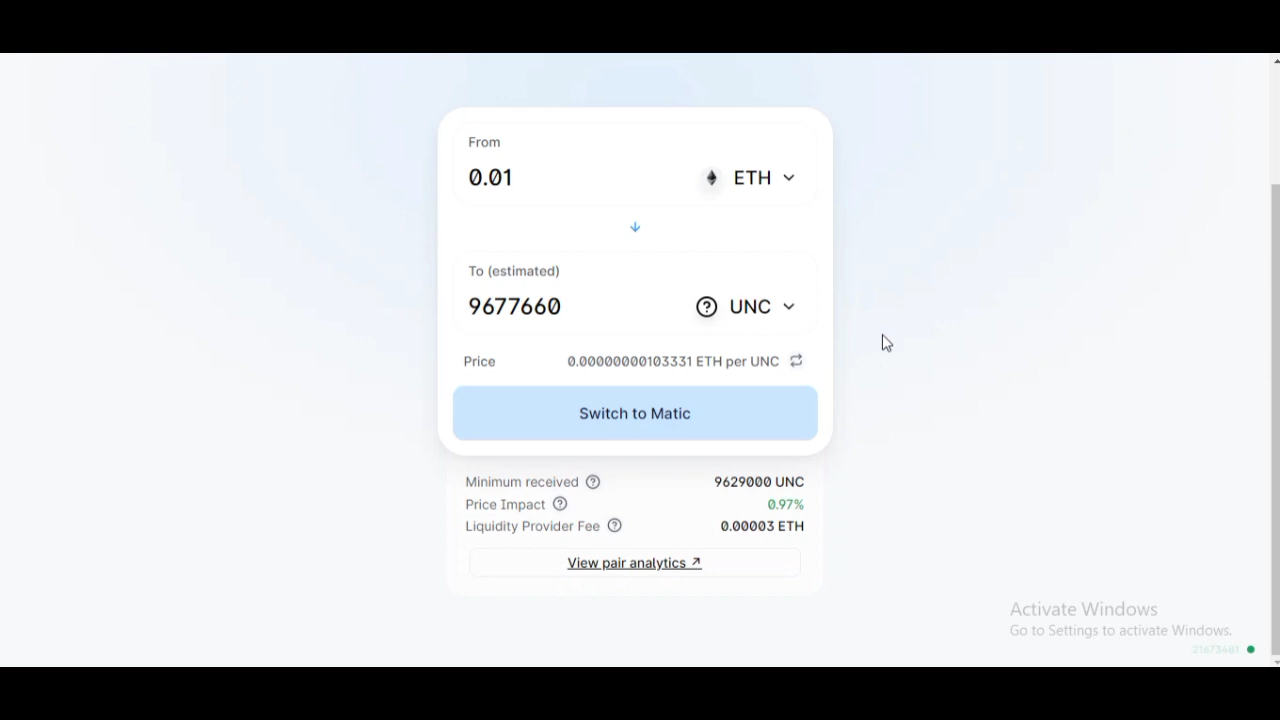 From
0.01 ETH
To (estimated)
9677660 UNC
Price 0.00000000103331 ETH per UNC
Switch to Matic
Minimum received 9629000 UNC
Price Impact 0.97%
Liquidity Provider Fee 0.00003 ETH
View pair analytics ↗
Activate Windows
Go to Settings to activate Windows.
21673481